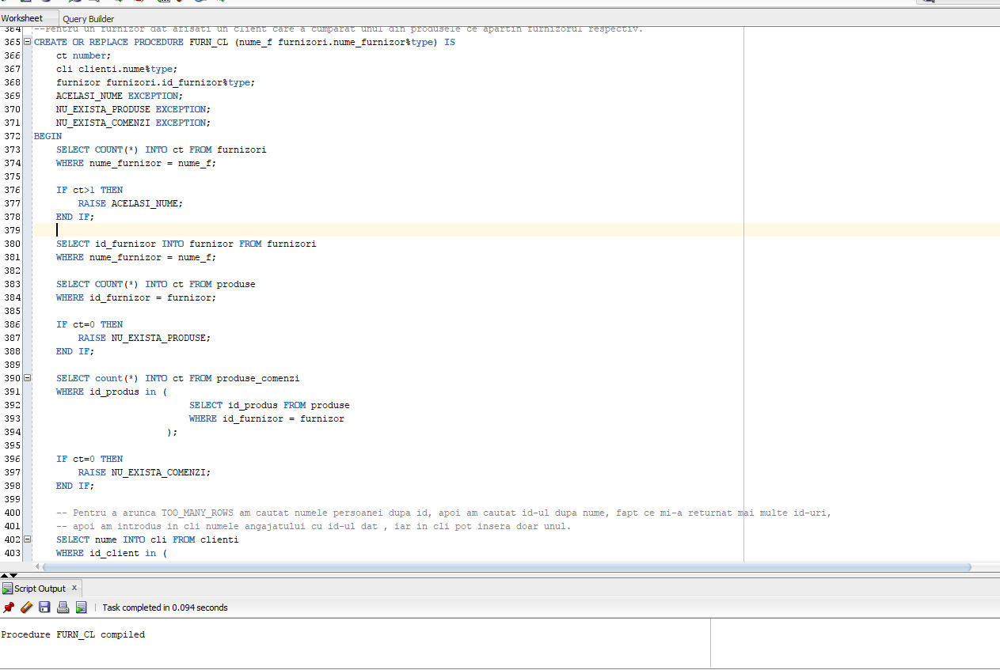 Worksheet Query Builder
364 --Pentru un furnizor dat afisati un client care a cumparat unul din produsele ce apartin furnizorul respectiv.
365 CREATE OR REPLACE PROCEDURE FURN_CL (nume_f furnizori.nume_furnizor%type) IS
366 ct number;
367 cli clienti.nume%type;
368 furnizor furnizori.id_furnizor%type;
369 ACELASI_NUME EXCEPTION;
370 NU_EXISTA_PRODUSE EXCEPTION;
371 NU_EXISTA_COMENZI EXCEPTION;
372 BEGIN
373 SELECT COUNT(*) INTO ct FROM furnizori
374 WHERE nume_furnizor = nume_f;
375
376 IF ct>1 THEN
377 RAISE ACELASI_NUME;
378 END IF;
379
380 SELECT id_furnizor INTO furnizor FROM furnizori
381 WHERE nume_furnizor = nume_f;
382
383 SELECT COUNT(*) INTO ct FROM produse
384 WHERE id_furnizor = furnizor;
385
386 IF ct=0 THEN
387 RAISE NU_EXISTA_PRODUSE;
388 END IF;
389
390 SELECT count(*) INTO ct FROM produse_comenzi
391 WHERE id_produs in (
392 SELECT id_produs FROM produse
393 WHERE id_furnizor = furnizor
394 );
395
396 IF ct=0 THEN
397 RAISE NU_EXISTA_COMENZI;
398 END IF;
399
400 -- Pentru a arunca TOO_MANY_ROWS am cautat numele persoanei dupa id, apoi am cautat id-ul dupa nume, fapt ce mi-a returnat mai multe id-uri,
401 -- apoi am introdus in cli numele angajatului cu id-ul dat , iar in cli pot insera doar unul.
402 SELECT nume INTO cli FROM clienti
403 WHERE id_client in (
Script Output x
Task completed in 0.094 seconds
Procedure FURN_CL compiled